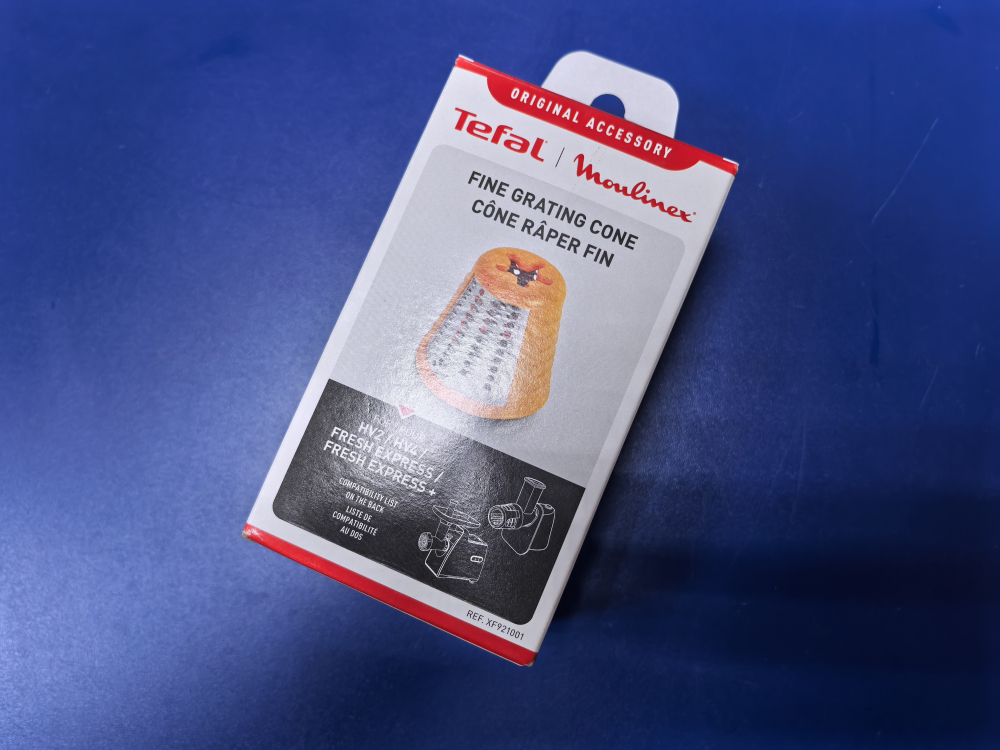 ORIGINAL ACCESSORY
Tefal | Moulinex
FINE GRATING CONE
CÔNE RÂPER FIN
HV2 / HV4 /
FRESH EXPRESS /
FRESH EXPRESS +
COMPATIBILITY LIST
ON THE BACK
LISTE DE
COMPATIBILITÉ
AU DOS
REF. XF921001